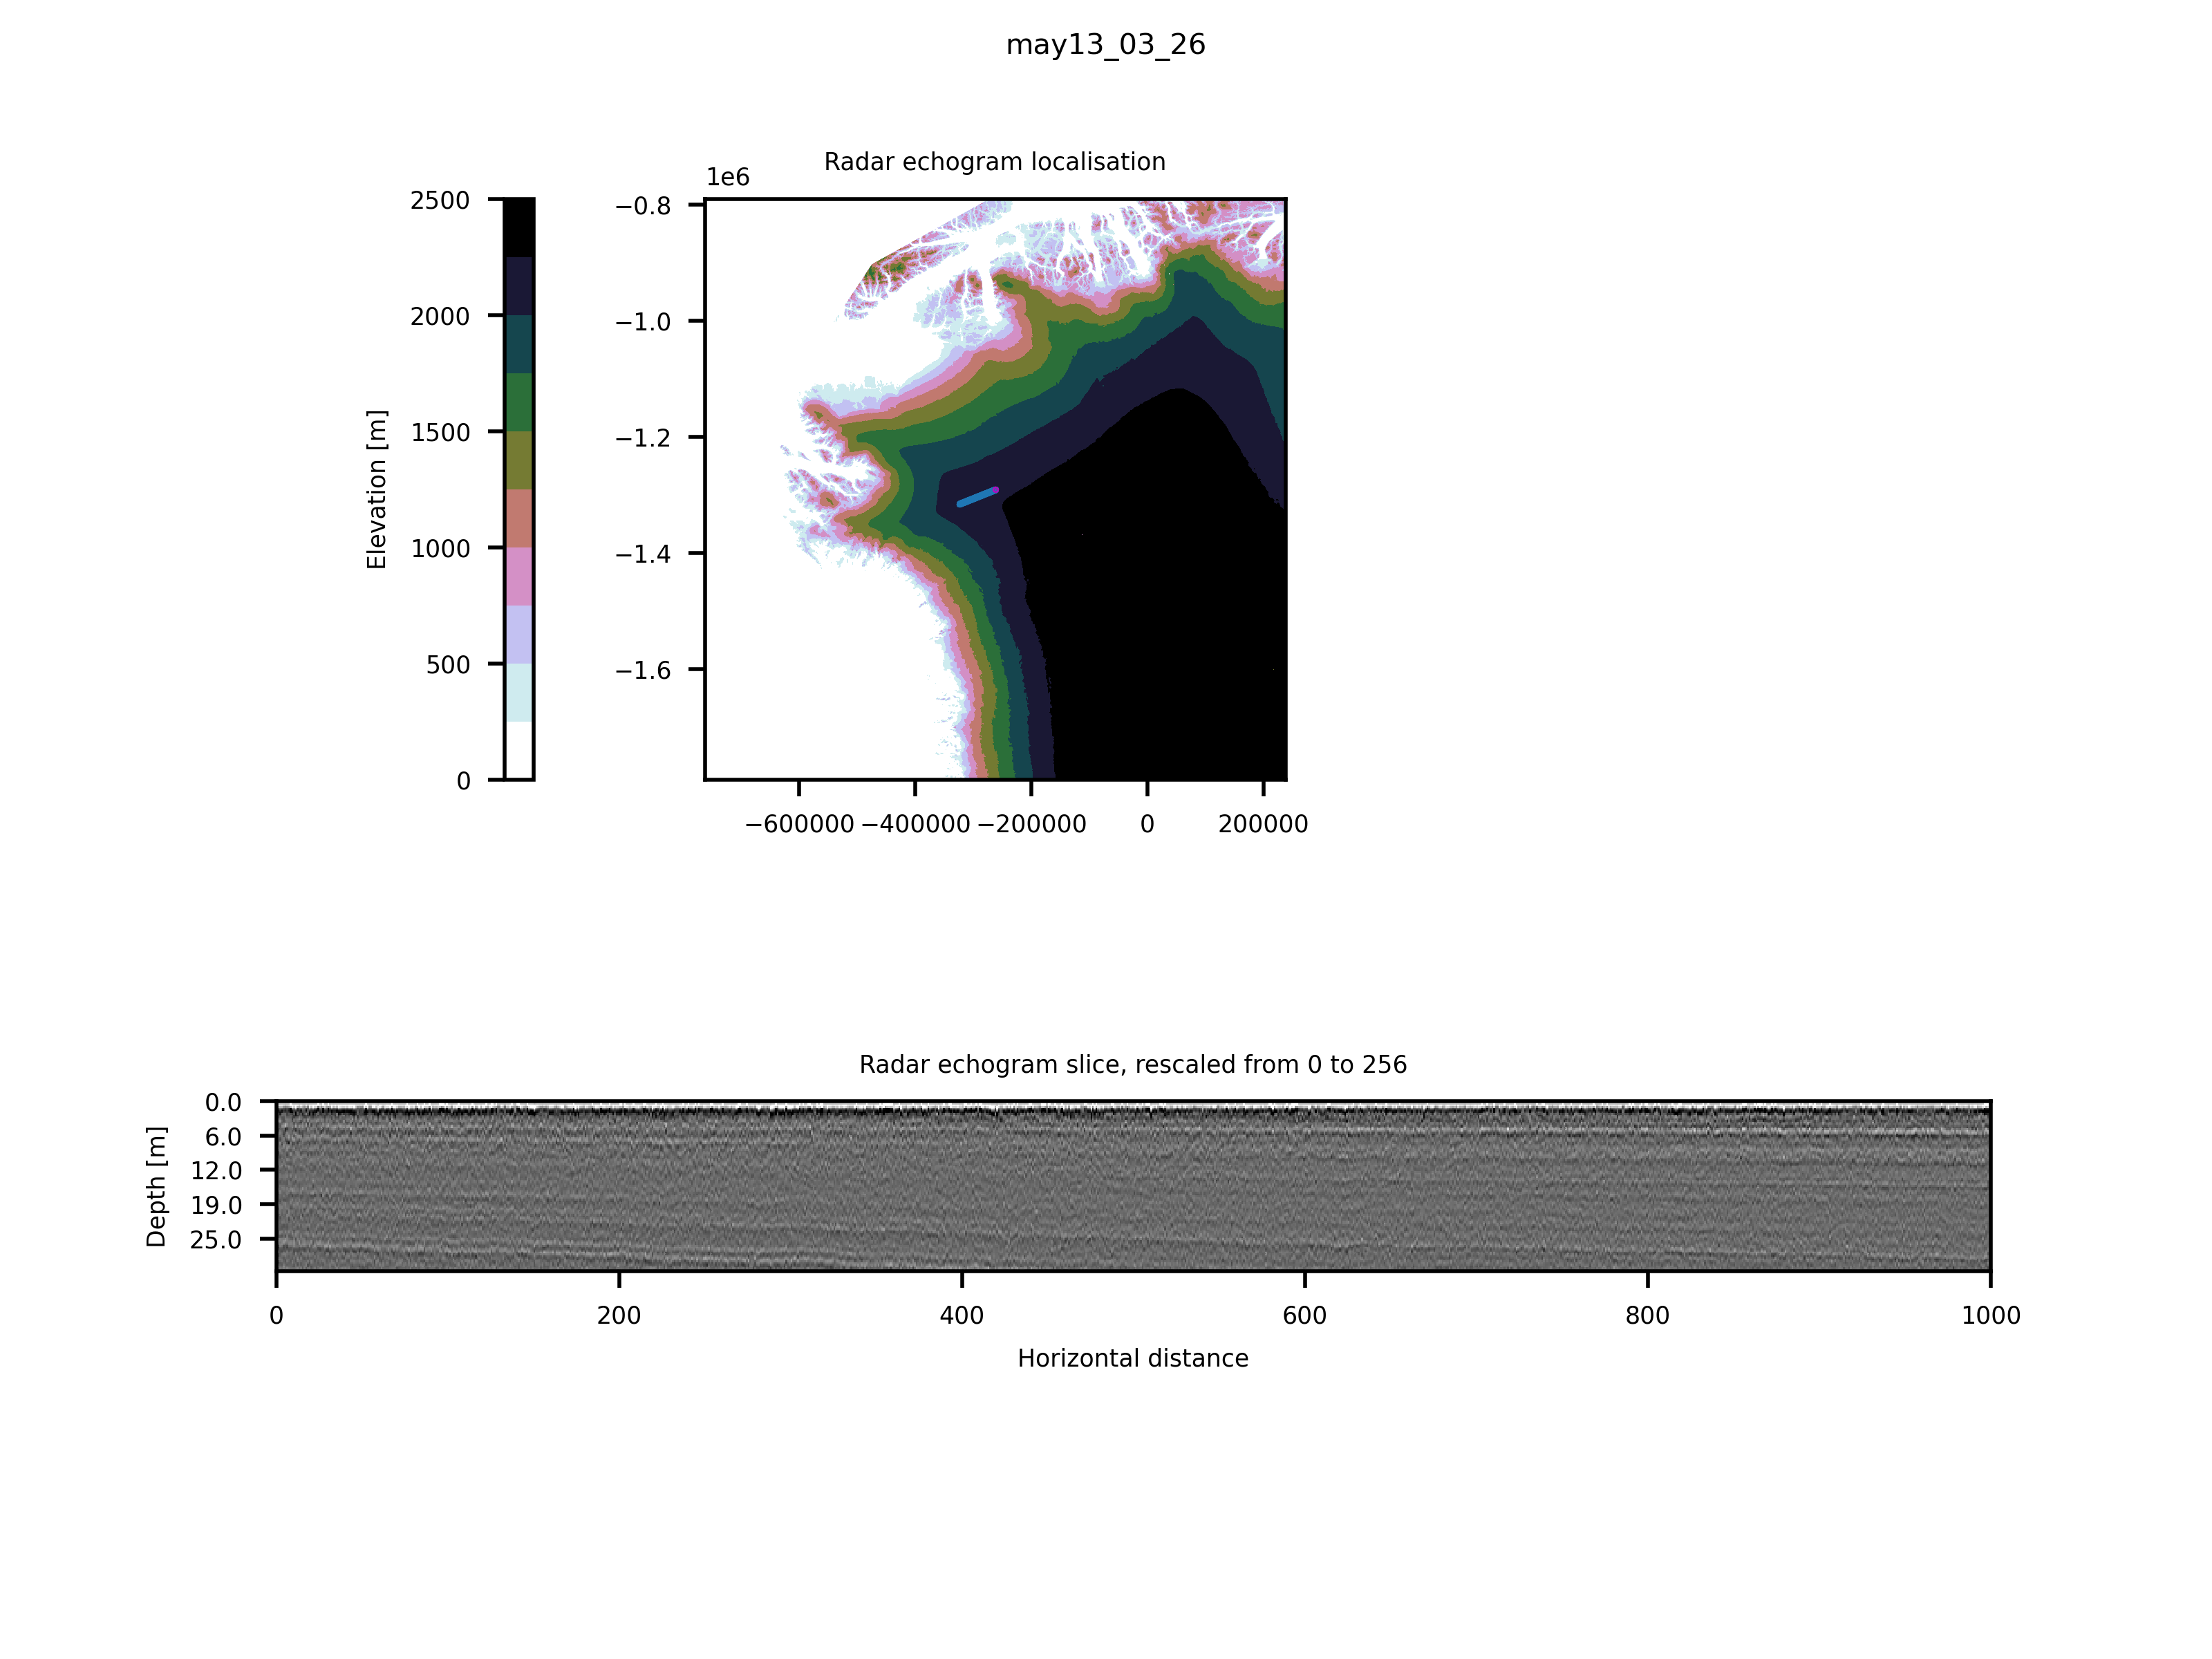 may13_03_26
Radar echogram localisation
1e6
Elevation [m]
2500
2000
1500
1000
500
0
−0.8
−1.0
−1.2
−1.4
−1.6
−600000 −400000 −200000 0 200000
Radar echogram slice, rescaled from 0 to 256
Depth [m]
0.0
6.0
12.0
19.0
25.0
0 200 400 600 800 1000
Horizontal distance